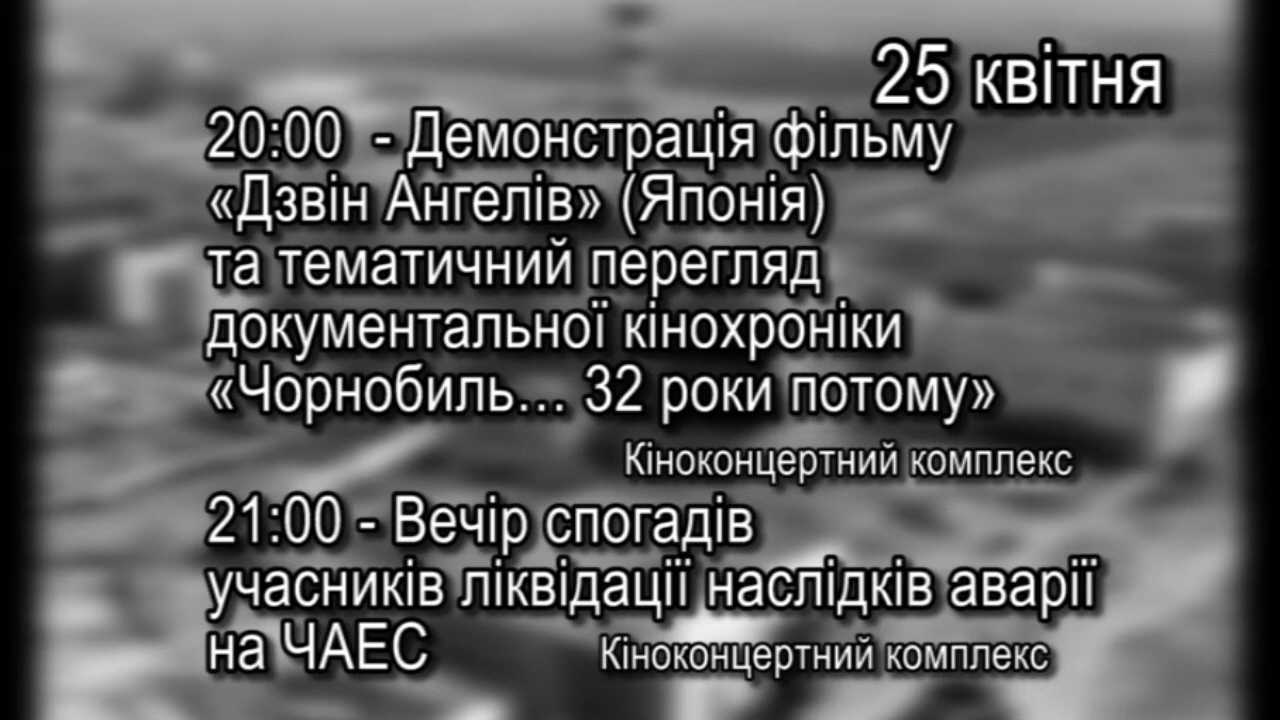 25 квітня
20:00 - Демонстрація фільму
«Дзвін Ангелів» (Японія)
та тематичний перегляд
документальної кінохроніки
«Чорнобиль... 32 роки потому»
Кіноконцертний комплекс
21:00 - Вечір спогадів
учасників ліквідації наслідків аварії
на ЧАЕС
Кіноконцертний комплекс